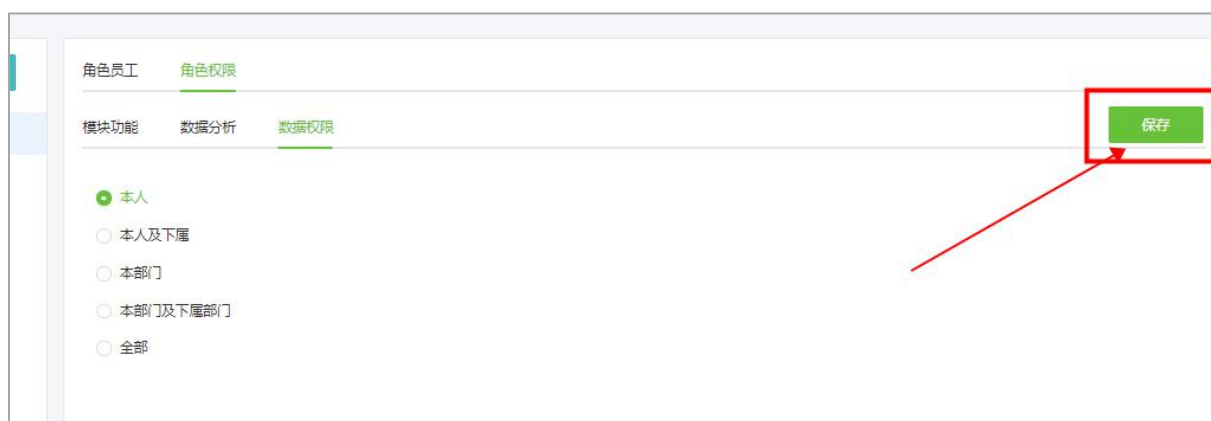 角色员工 角色权限
模块功能 数据分析 数据权限 保存
本人
本人及下属
本部门
本部门及下属部门
全部